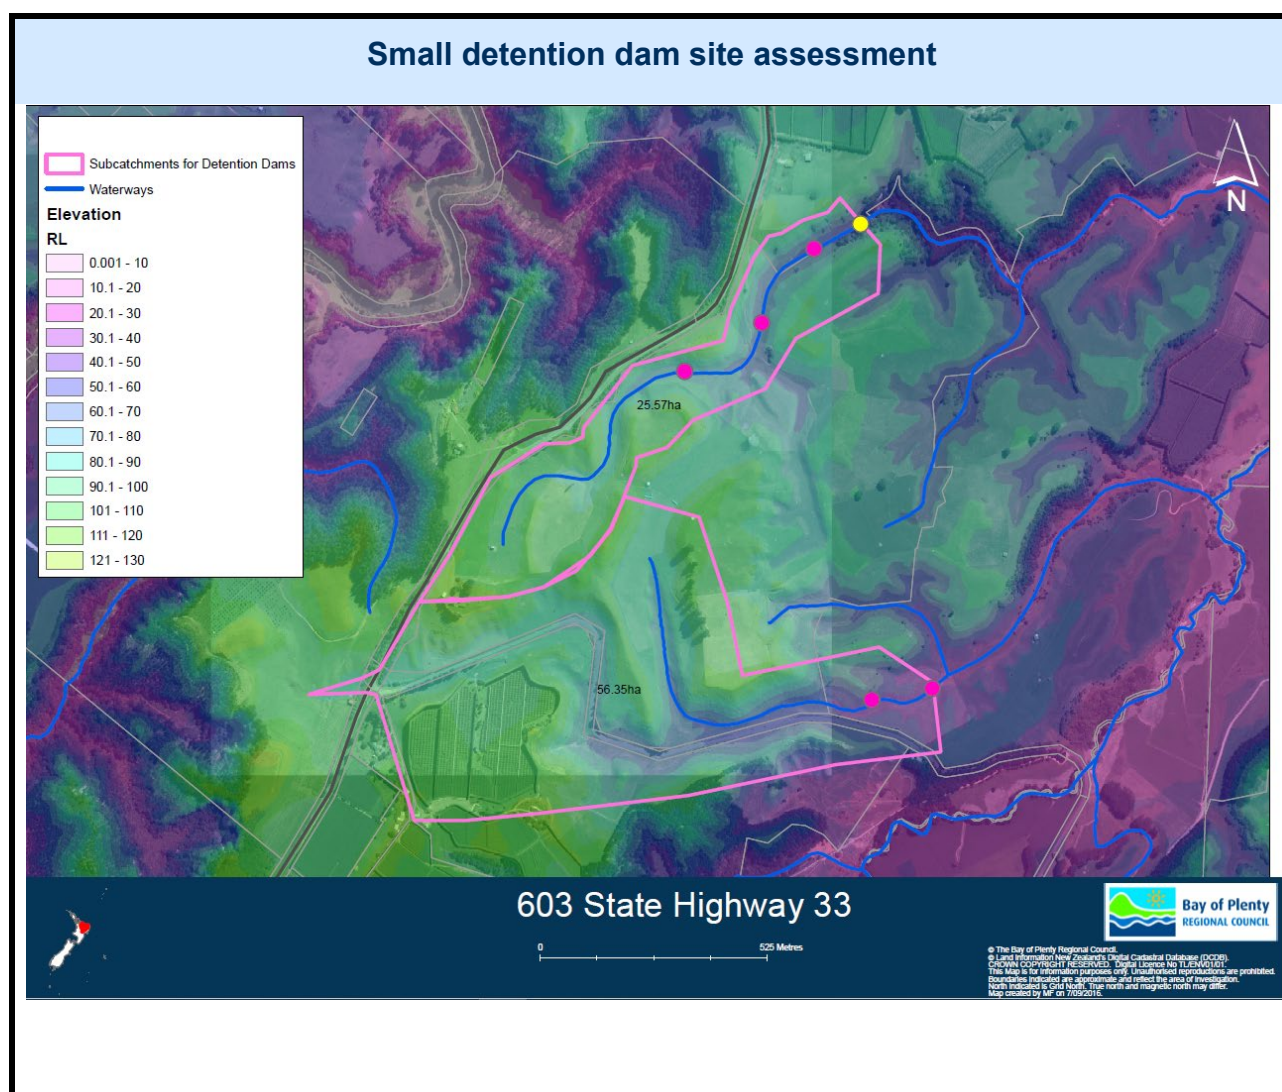 Small detention dam site assessment
Subcatchments for Detention Dams
Waterways
Elevation
RL
0.001 - 10
10.1 - 20
20.1 - 30
30.1 - 40
40.1 - 50
50.1 - 60
60.1 - 70
70.1 - 80
80.1 - 90
90.1 - 100
101 - 110
111 - 120
121 - 130
N
25.57ha
56.35ha
603 State Highway 33
0 525 Metres
Bay of Plenty
REGIONAL COUNCIL
© The Bay of Plenty Regional Council.
© Land Information New Zealand's Digital Cadastral Database (DCDB).
CROWN COPYRIGHT RESERVED. Digital Licence No TL/ENV01/01.
This Map is for information purposes only. Unauthorised reproductions are prohibited.
Boundaries indicated are approximate and reflect the area of investigation.
North indicated is Grid North. True north and magnetic north may differ.
Map created by MF on 7/09/2016.